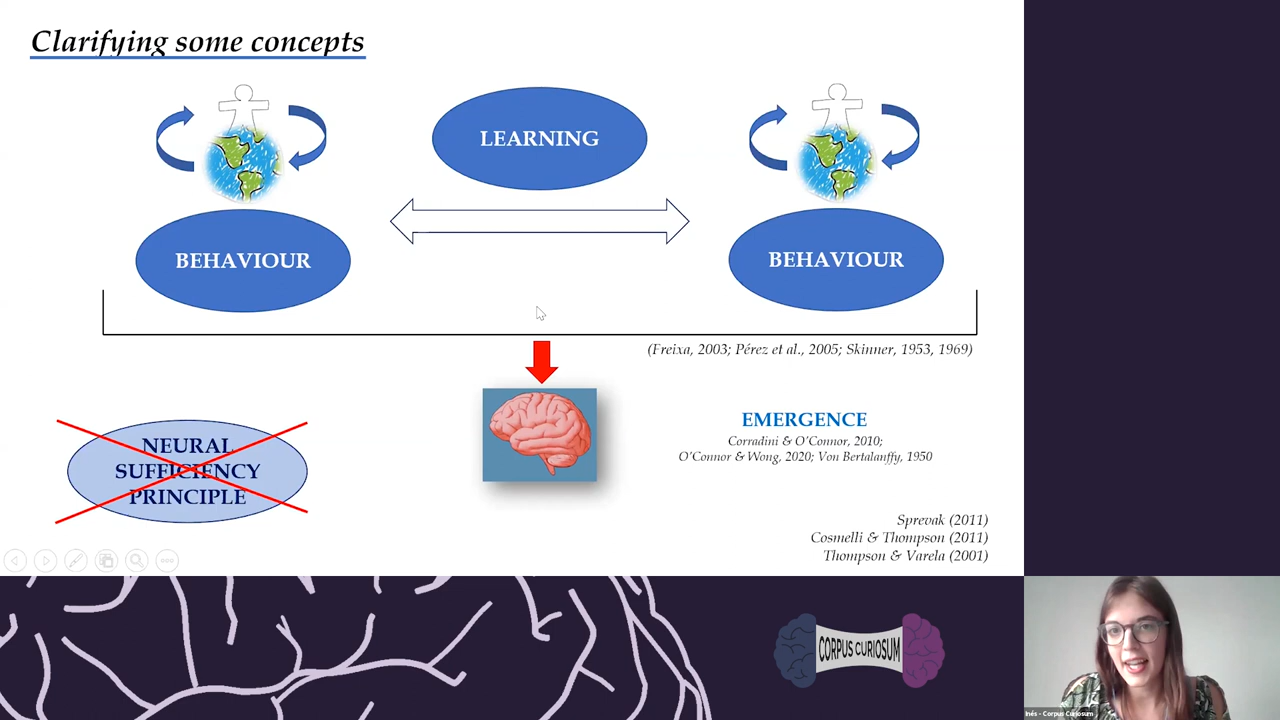 Clarifying some concepts
LEARNING
BEHAVIOUR
BEHAVIOUR
(Freixa, 2003; Pérez et al., 2005; Skinner, 1953, 1969)
EMERGENCE
Corradini & O'Connor, 2010;
O'Connor & Wong, 2020; Von Bertalanffy, 1950
NEURAL
SUFFICIENCY
PRINCIPLE
Sprevak (2011)
Cosmelli & Thompson (2011)
Thompson & Varela (2001)
CORPUS CURIOSUM
Inés - Corpus Curiosum